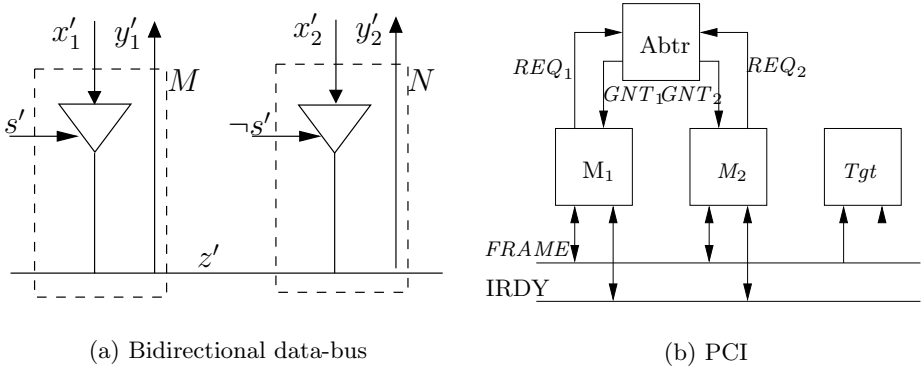 x′₁ y′₁ x′₂ y′₂
M N
s′ ¬s′
z′
(a) Bidirectional data-bus
Abtr
REQ₁ REQ₂
GNT₁ GNT₂
M₁ M₂ Tgt
FRAME
IRDY
(b) PCI